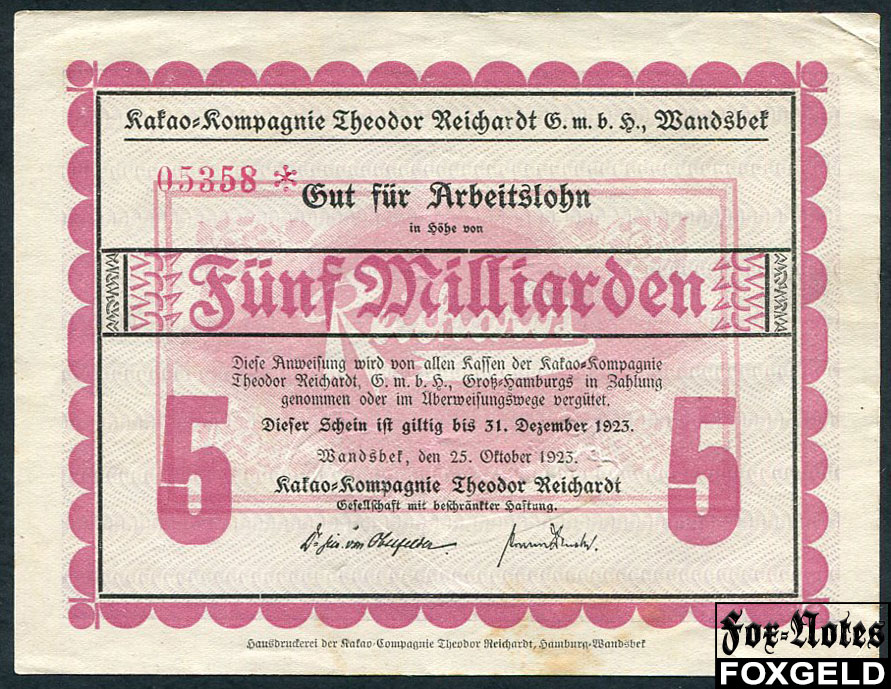 Kakao-Kompagnie Theodor Reichardt G. m. b. H., Wandsbek
05358 *
Gut für Arbeitslohn
in Höhe von
Fünf Milliarden
Reichardt
Diese Anweisung wird von allen Kassen der Kakao-Kompagnie
Theodor Reichardt, G. m. b. H., Groß-Hamburgs in Zahlung
genommen oder im Überweisungswege vergütet.
Dieser Schein ist giltig bis 31. Dezember 1923.
Wandsbek, den 25. Oktober 1923.
5 5
Kakao-Kompagnie Theodor Reichardt
Gesellschaft mit beschränkter Haftung.
Hausdruckerei der Kakao-Compagnie Theodor Reichardt, Hamburg-Wandsbek
Fox-Notes
FOXGELD